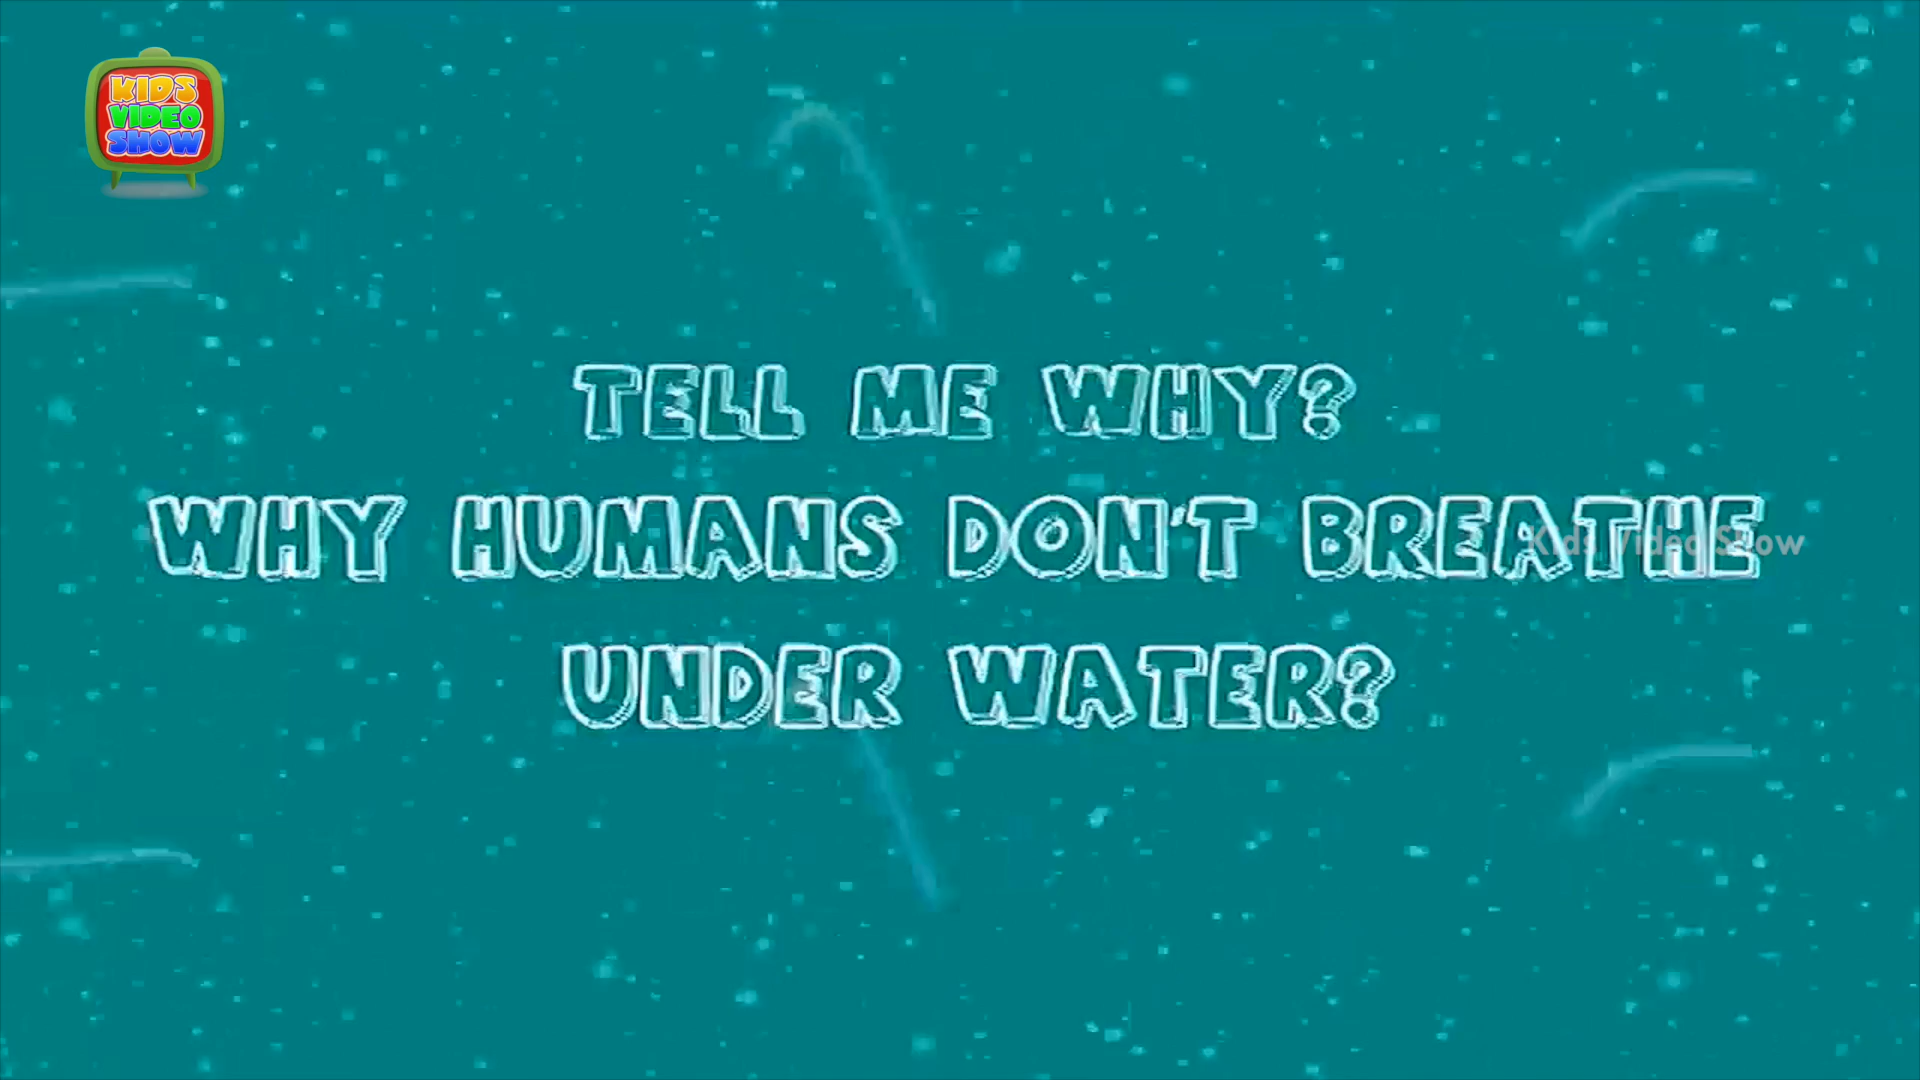 KIDS
VIDEO
SHOW
TELL ME WHY?
WHY HUMANS DON'T BREATHE
Kids Video Show
UNDER WATER?